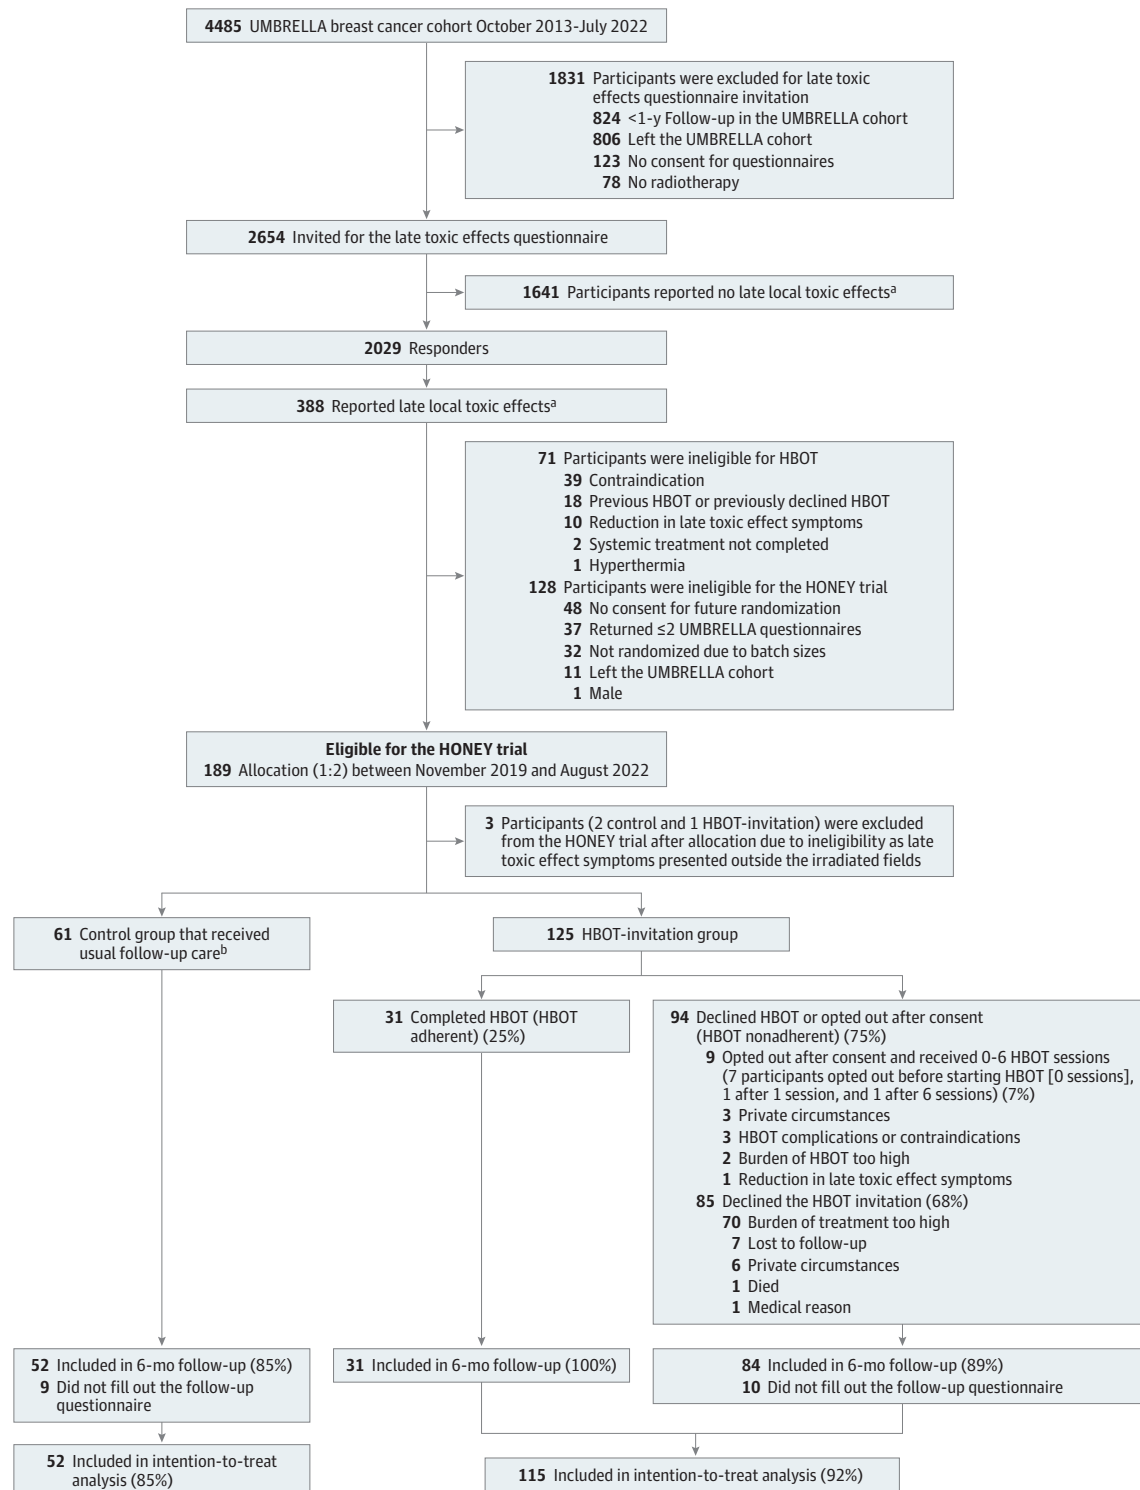 4485 UMBRELLA breast cancer cohort October 2013-July 2022
1831 Participants were excluded for late toxic
effects questionnaire invitation
824 <1-y Follow-up in the UMBRELLA cohort
806 Left the UMBRELLA cohort
123 No consent for questionnaires
78 No radiotherapy
2654 Invited for the late toxic effects questionnaire
1641 Participants reported no late local toxic effectsᵃ
2029 Responders
388 Reported late local toxic effectsᵃ
71 Participants were ineligible for HBOT
39 Contraindication
18 Previous HBOT or previously declined HBOT
10 Reduction in late toxic effect symptoms
2 Systemic treatment not completed
1 Hyperthermia
128 Participants were ineligible for the HONEY trial
48 No consent for future randomization
37 Returned ≤2 UMBRELLA questionnaires
32 Not randomized due to batch sizes
11 Left the UMBRELLA cohort
1 Male
Eligible for the HONEY trial
189 Allocation (1:2) between November 2019 and August 2022
3 Participants (2 control and 1 HBOT-invitation) were excluded
from the HONEY trial after allocation due to ineligibility as late
toxic effect symptoms presented outside the irradiated fields
61 Control group that received
usual follow-up careᵇ
125 HBOT-invitation group
31 Completed HBOT (HBOT
adherent) (25%)
94 Declined HBOT or opted out after consent
(HBOT nonadherent) (75%)
9 Opted out after consent and received 0-6 HBOT sessions
(7 participants opted out before starting HBOT [0 sessions],
1 after 1 session, and 1 after 6 sessions) (7%)
3 Private circumstances
3 HBOT complications or contraindications
2 Burden of HBOT too high
1 Reduction in late toxic effect symptoms
85 Declined the HBOT invitation (68%)
70 Burden of treatment too high
7 Lost to follow-up
6 Private circumstances
1 Died
1 Medical reason
52 Included in 6-mo follow-up (85%)
9 Did not fill out the follow-up
questionnaire
31 Included in 6-mo follow-up (100%)
84 Included in 6-mo follow-up (89%)
10 Did not fill out the follow-up questionnaire
52 Included in intention-to-treat
analysis (85%)
115 Included in intention-to-treat analysis (92%)